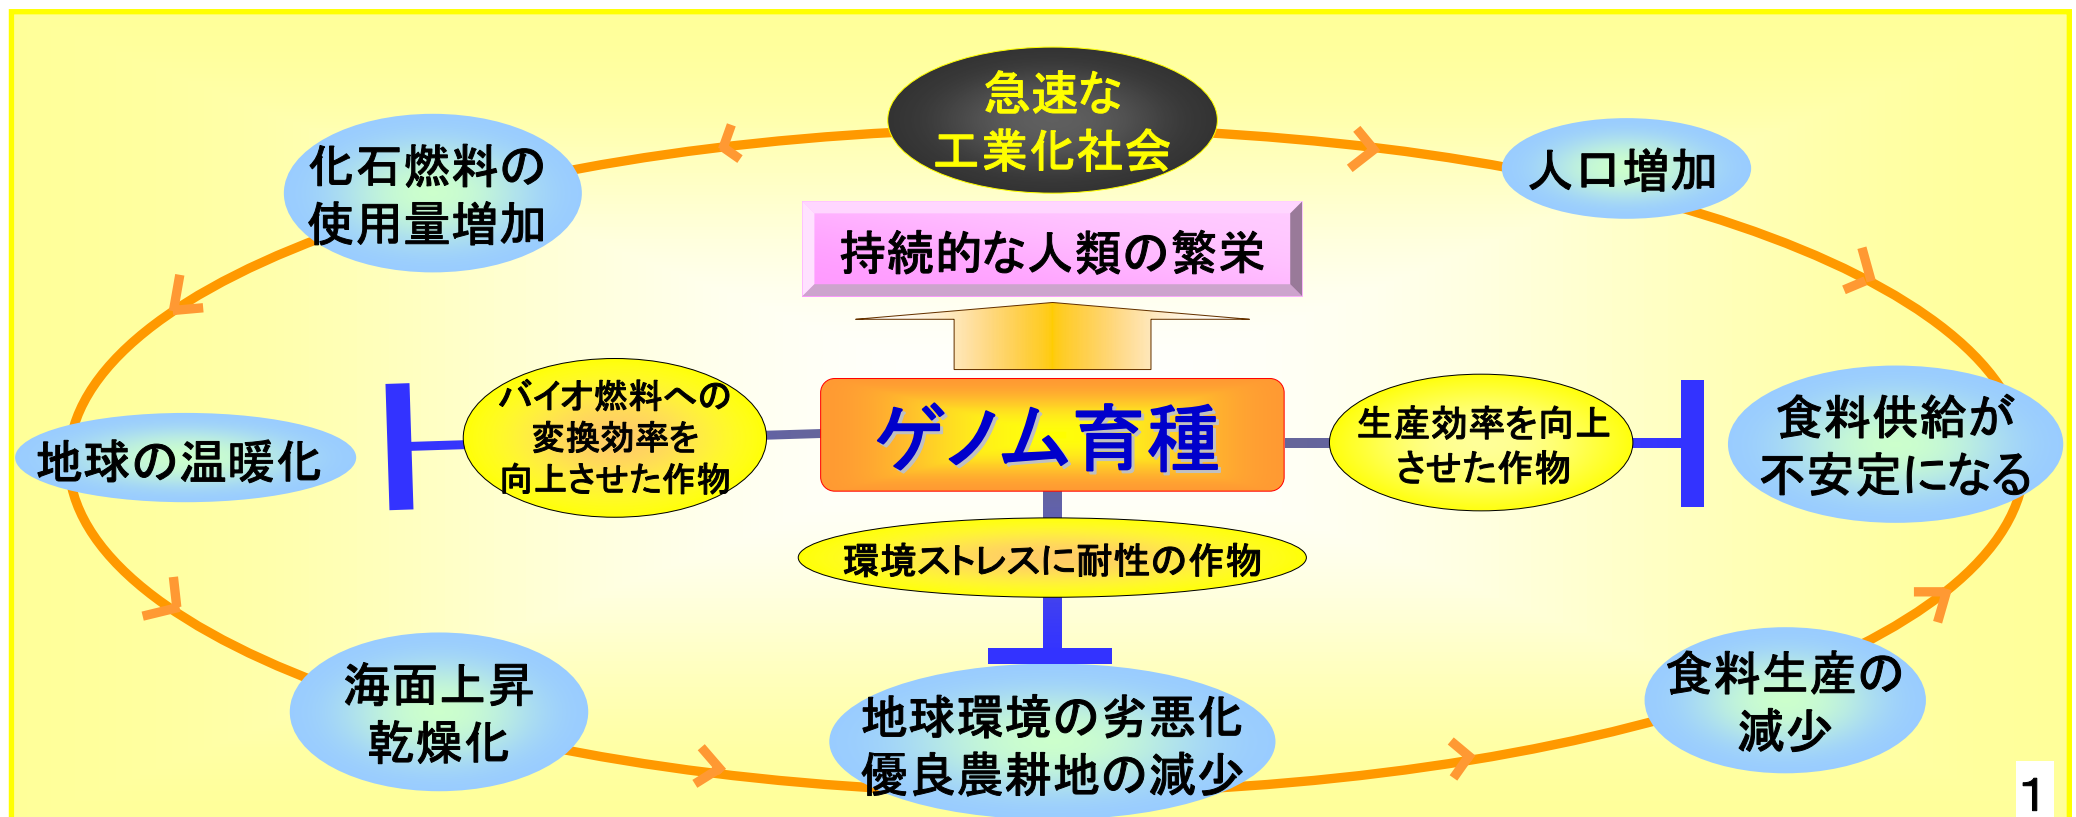 急速な
工業化社会
化石燃料の
使用量増加
人口増加
持続的な人類の繁栄
地球の温暖化
バイオ燃料への
変換効率を
向上させた作物
ゲノム育種
生産効率を向上
させた作物
食料供給が
不安定になる
環境ストレスに耐性の作物
海面上昇
乾燥化
地球環境の劣悪化
優良農耕地の減少
食料生産の
減少
1